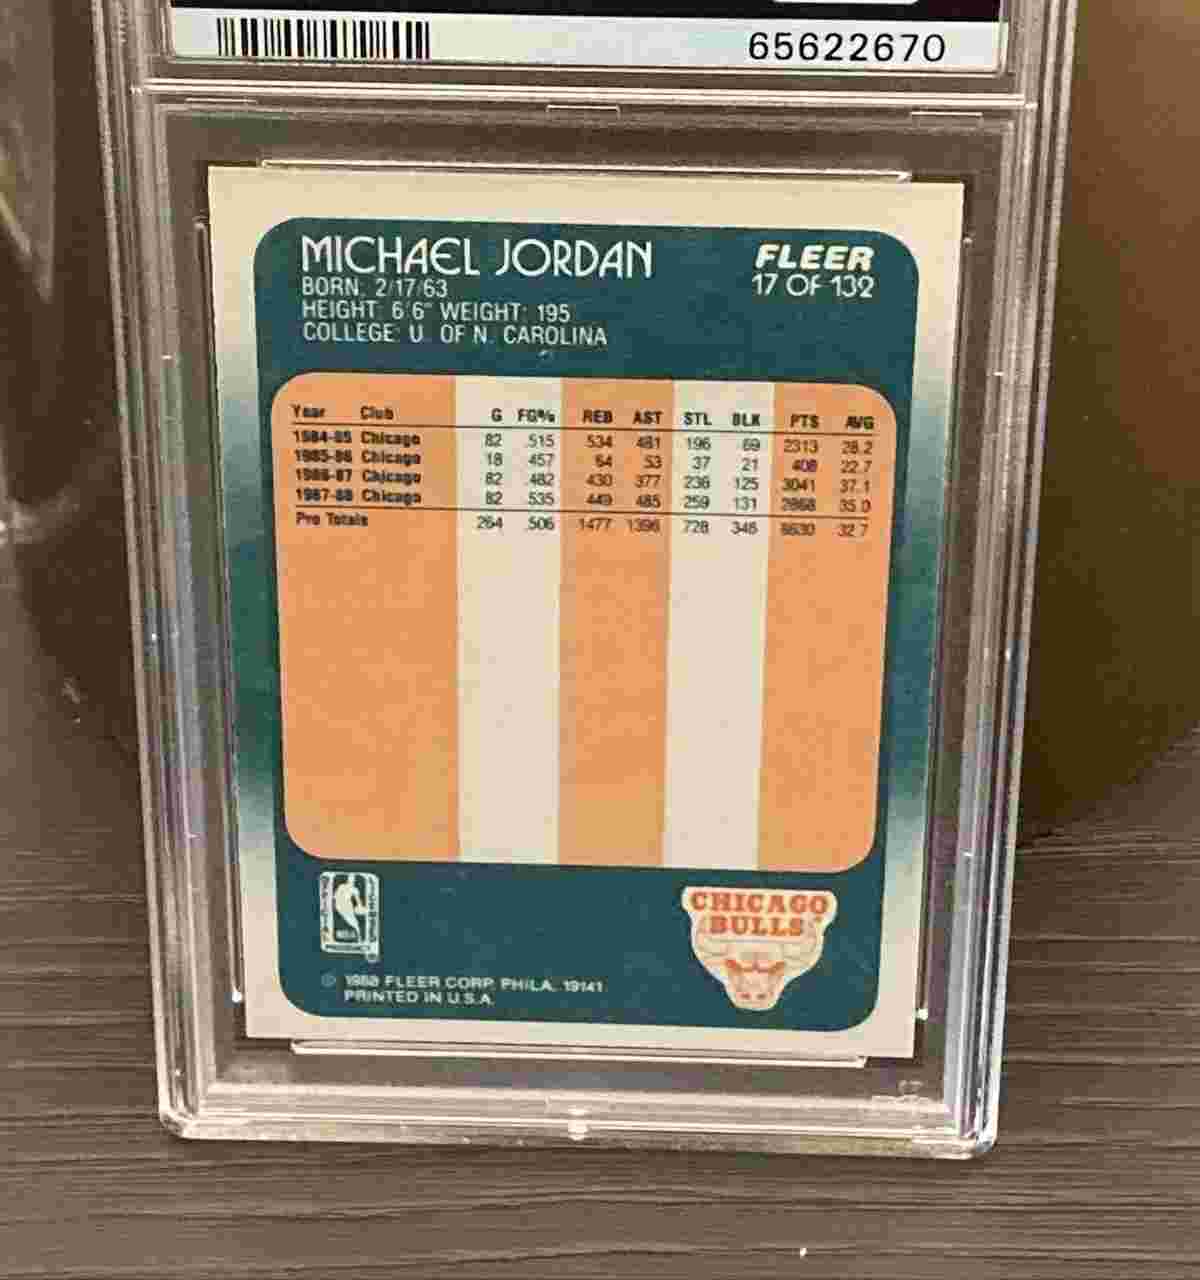 65622670
MICHAEL JORDAN
BORN: 2/17/63
HEIGHT: 6'6" WEIGHT: 195
COLLEGE: U. OF N. CAROLINA
FLEER
17 OF 132
Year Club G FG% REB AST STL BLK PTS AVG
1984-85 Chicago 82 .515 534 481 196 69 2313 28.2
1985-86 Chicago 18 .457 64 53 37 21 408 22.7
1986-87 Chicago 82 .482 430 377 236 125 3041 37.1
1987-88 Chicago 82 .535 449 485 259 131 2868 35.0
Pro Totals 264 .506 1477 1396 728 346 8630 32.7
CHICAGO
BULLS
© 1988 FLEER CORP. PHILA. 19141
PRINTED IN U.S.A.